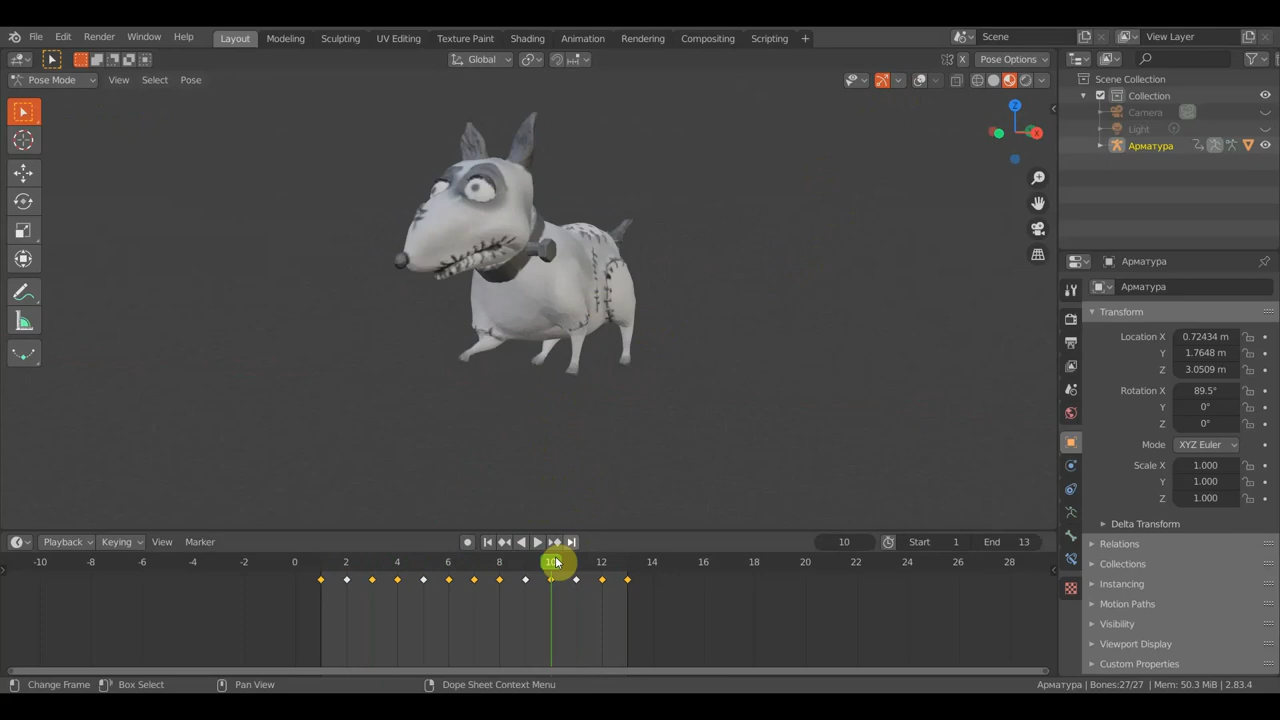 File Edit Render Window Help Layout Modeling Sculpting UV Editing Texture Paint Shading Animation Rendering Compositing Scripting + Scene View Layer
Global Pose Options
Pose Mode View Select Pose
Scene Collection
Collection
Camera
Light
Арматура
X
Z
Арматура
Арматура
Transform
Location X 0.72434 m
Y 1.7648 m
Z 3.0509 m
Rotation X 89.5°
Y 0°
Z 0°
Mode XYZ Euler
Scale X 1.000
Y 1.000
Z 1.000
Delta Transform
Relations
Collections
Instancing
Motion Paths
Visibility
Viewport Display
Custom Properties
Playback Keying View Marker 10 Start 1 End 13
-10 -8 -6 -4 -2 0 2 4 6 8 10 12 14 16 18 20 22 24 26 28
Change Frame Box Select Pan View Dope Sheet Context Menu Арматура | Bones:27/27 | Mem: 50.3 MiB | 2.83.4